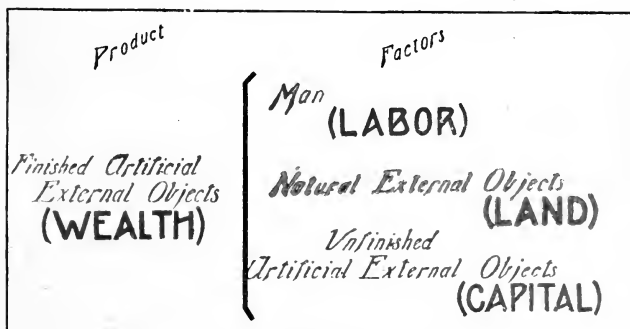 Product
Factors
Finished Artificial
External Objects
(WEALTH)
Man
(LABOR)
Natural External Objects
(LAND)
Unfinished
Artificial External Objects
(CAPITAL)